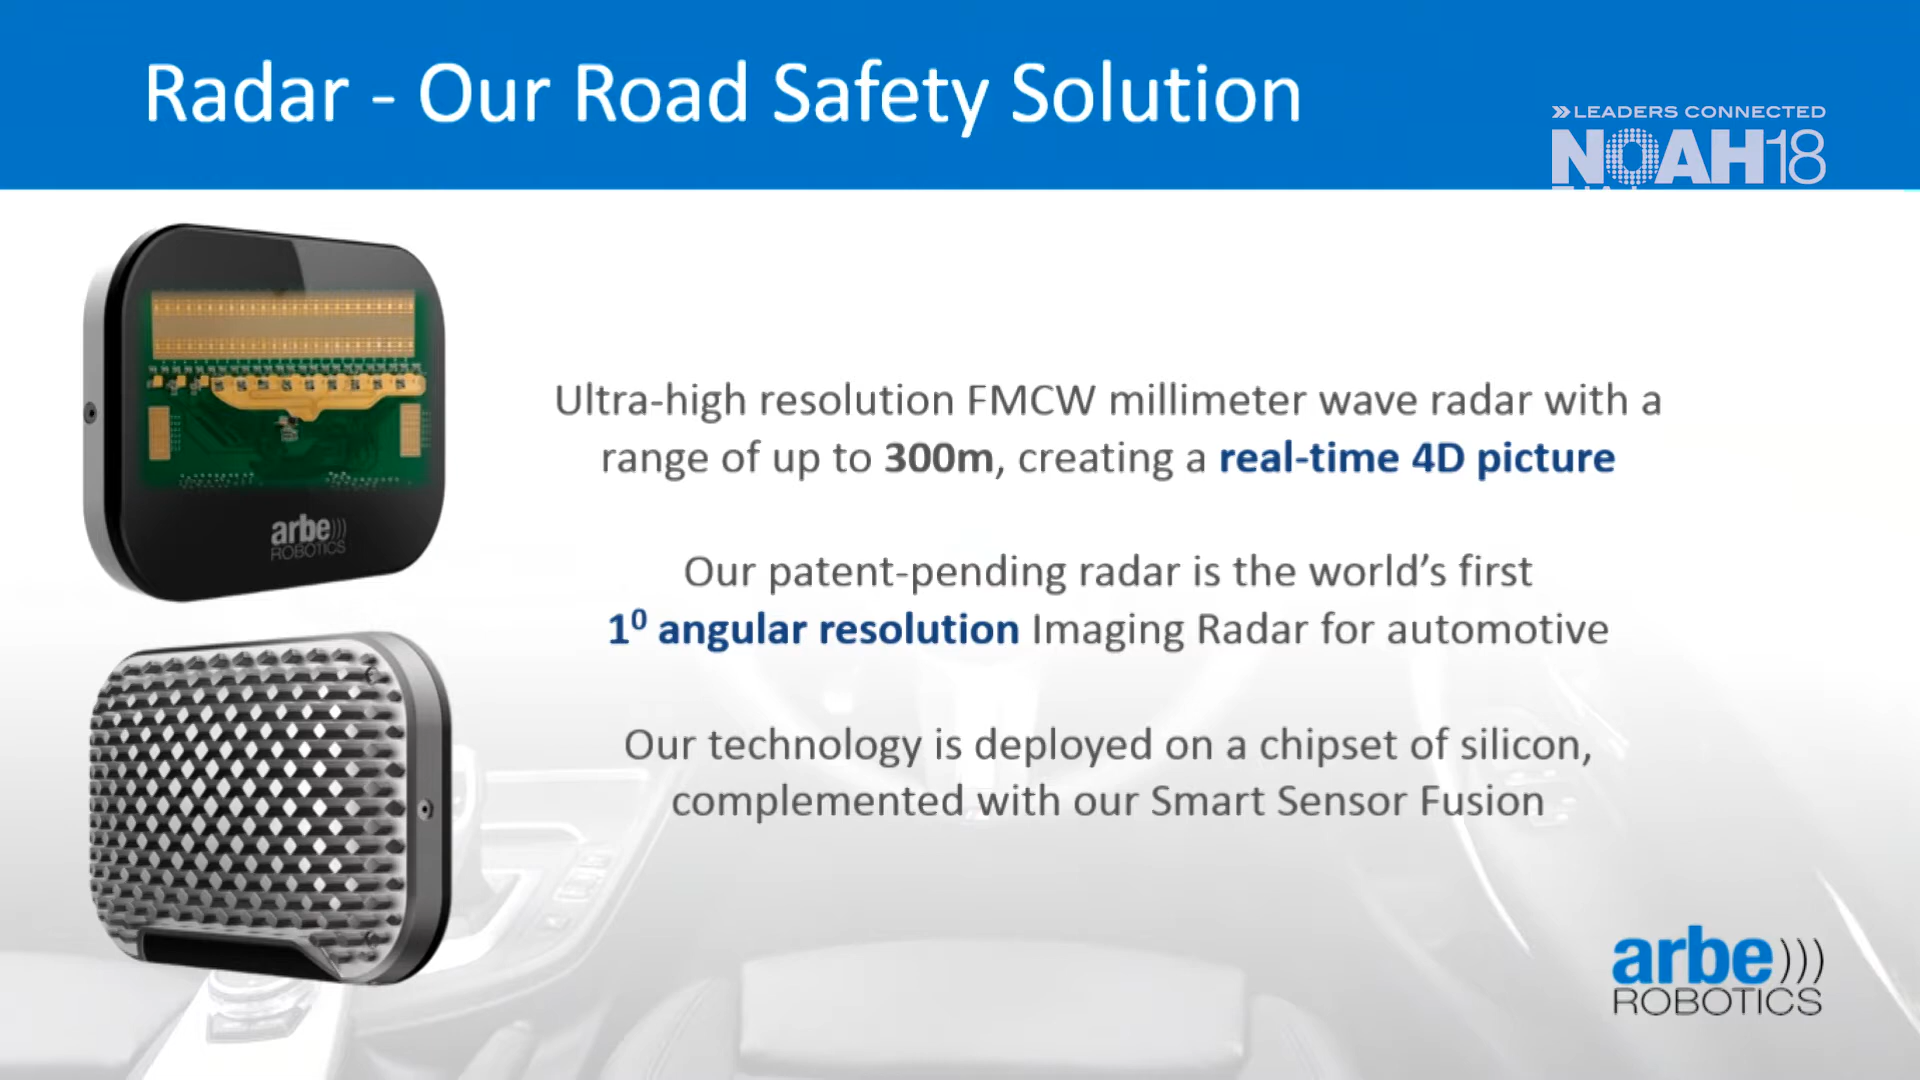 Radar - Our Road Safety Solution
LEADERS CONNECTED
NOAH18
arbe
ROBOTICS
Ultra-high resolution FMCW millimeter wave radar with a
range of up to 300m, creating a real-time 4D picture
Our patent-pending radar is the world’s first
1⁰ angular resolution Imaging Radar for automotive
Our technology is deployed on a chipset of silicon,
complemented with our Smart Sensor Fusion
arbe
ROBOTICS